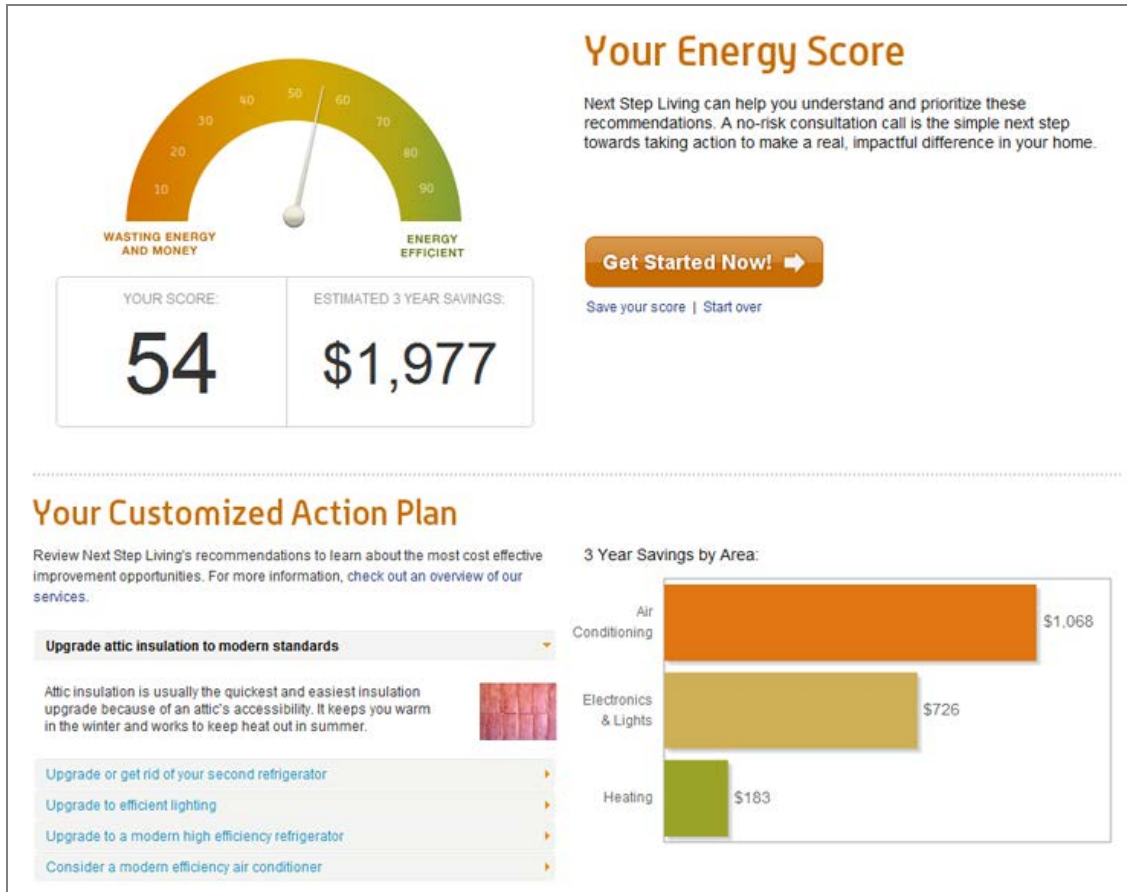 10
20
30
40
50
60
70
80
90
WASTING ENERGY
AND MONEY
ENERGY
EFFICIENT
YOUR SCORE:
54
ESTIMATED 3 YEAR SAVINGS:
$1,977
Your Energy Score
Next Step Living can help you understand and prioritize these
recommendations. A no-risk consultation call is the simple next step
towards taking action to make a real, impactful difference in your home.
Get Started Now!
Save your score | Start over
Your Customized Action Plan
Review Next Step Living's recommendations to learn about the most cost effective
improvement opportunities. For more information, check out an overview of our
services.
Upgrade attic insulation to modern standards
Attic insulation is usually the quickest and easiest insulation
upgrade because of an attic's accessibility. It keeps you warm
in the winter and works to keep heat out in summer.
Upgrade or get rid of your second refrigerator
Upgrade to efficient lighting
Upgrade to a modern high efficiency refrigerator
Consider a modern efficiency air conditioner
3 Year Savings by Area:
Air
Conditioning
$1,068
Electronics
& Lights
$726
Heating
$183